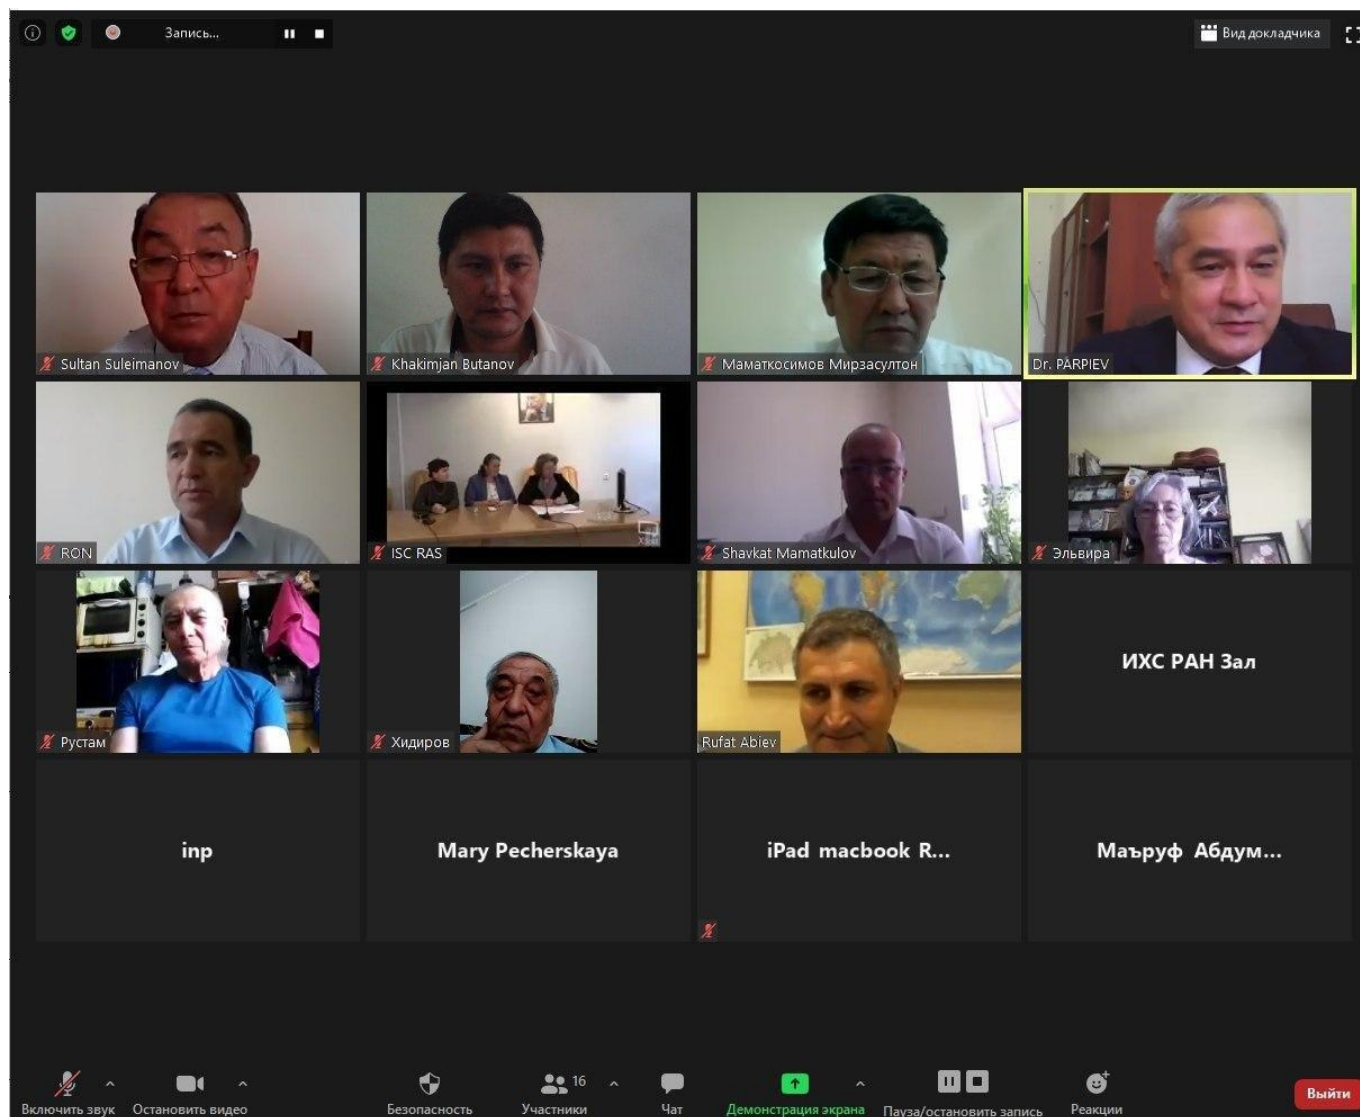 Запись...
Вид докладчика
Sultan Suleimanov
Khakimjan Butanov
Маматкосимов Мирзасултон
Dr. PARPIEV
RON
ISC RAS
Shavkat Mamatkulov
Эльвира
Рустам
Хидиров
Rufat Abiev
ИХС РАН Зал
inp
Mary Pecherskaya
iPad macbook R...
Маъруф Абдум...
Включить звук
Остановить видео
Безопасность
16
Участники
Чат
Демонстрация экрана
Пауза/остановить запись
Реакции
Выйти